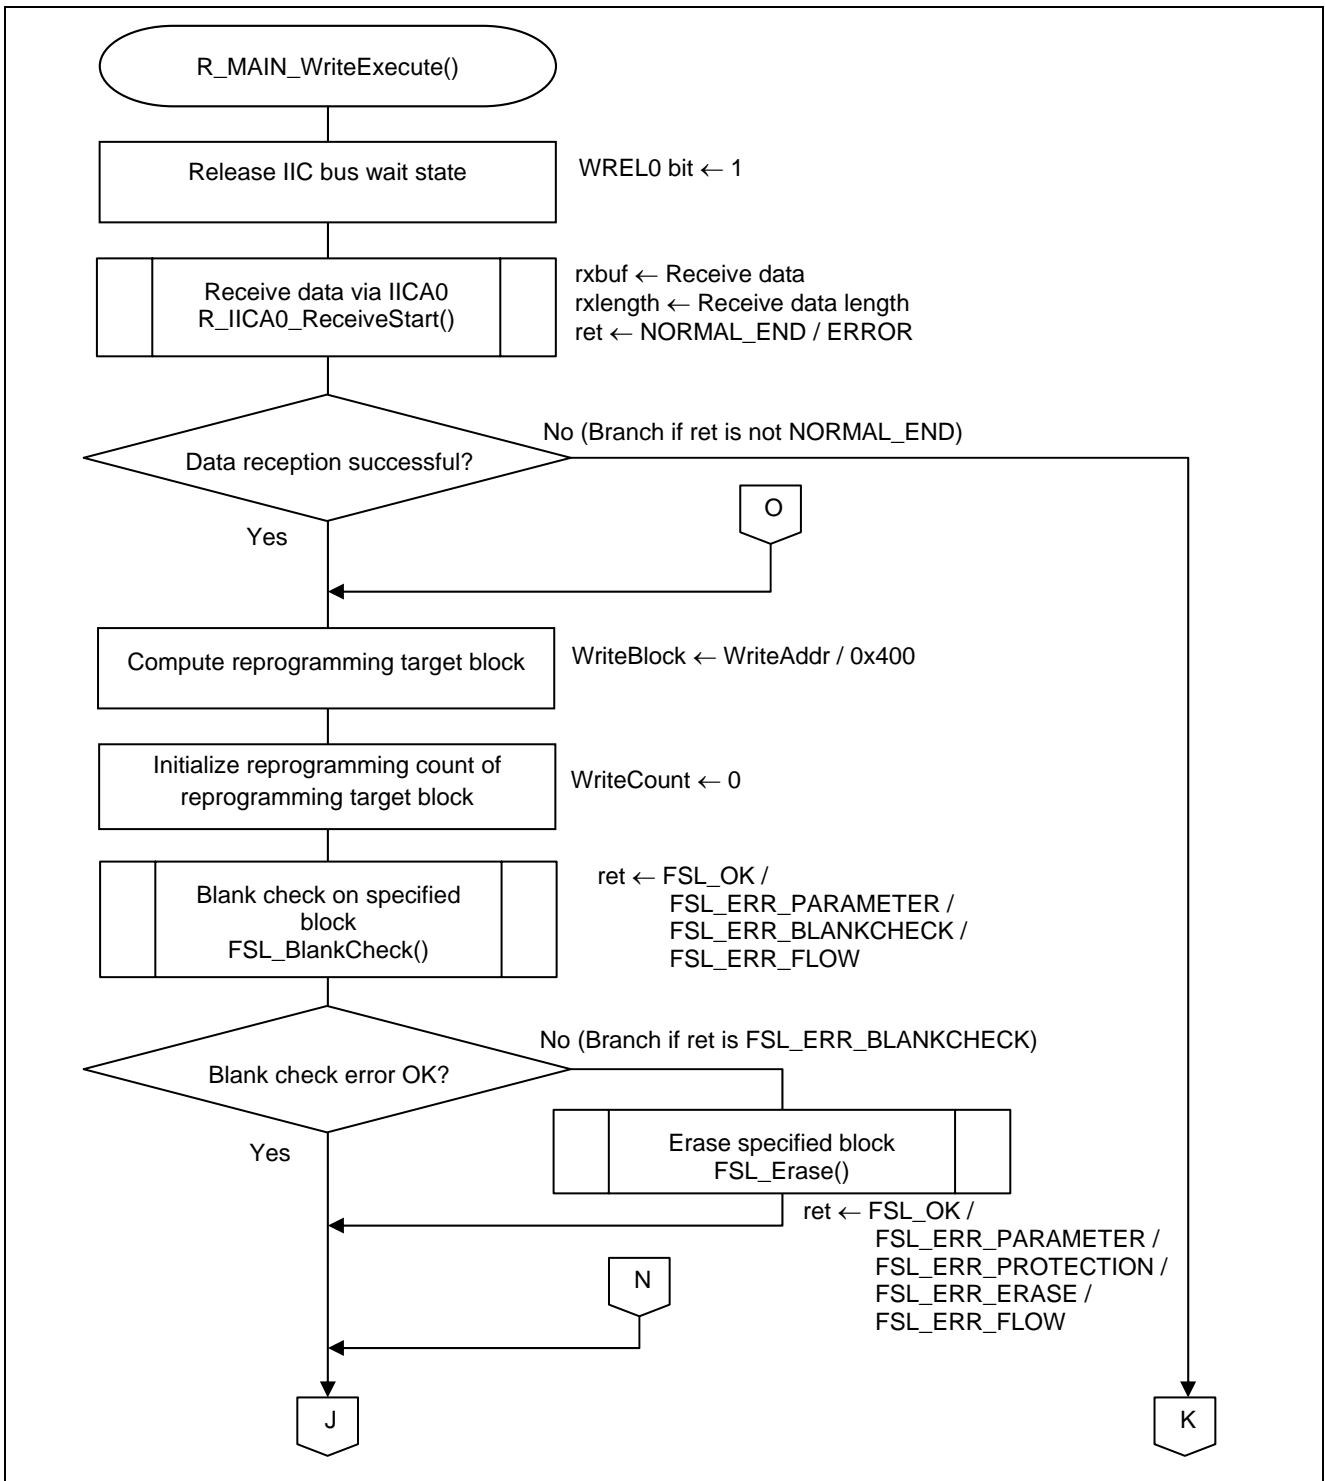 R_MAIN_WriteExecute()
Release IIC bus wait state
WREL0 bit ← 1
Receive data via IICA0
R_IICA0_ReceiveStart()
rxbuf ← Receive data
rxlength ← Receive data length
ret ← NORMAL_END / ERROR
Data reception successful?
No (Branch if ret is not NORMAL_END)
Yes
O
Compute reprogramming target block
WriteBlock ← WriteAddr / 0x400
Initialize reprogramming count of
reprogramming target block
WriteCount ← 0
Blank check on specified
block
FSL_BlankCheck()
ret ← FSL_OK /
FSL_ERR_PARAMETER /
FSL_ERR_BLANKCHECK /
FSL_ERR_FLOW
Blank check error OK?
No (Branch if ret is FSL_ERR_BLANKCHECK)
Yes
Erase specified block
FSL_Erase()
ret ← FSL_OK /
FSL_ERR_PARAMETER /
FSL_ERR_PROTECTION /
FSL_ERR_ERASE /
FSL_ERR_FLOW
N
J
K